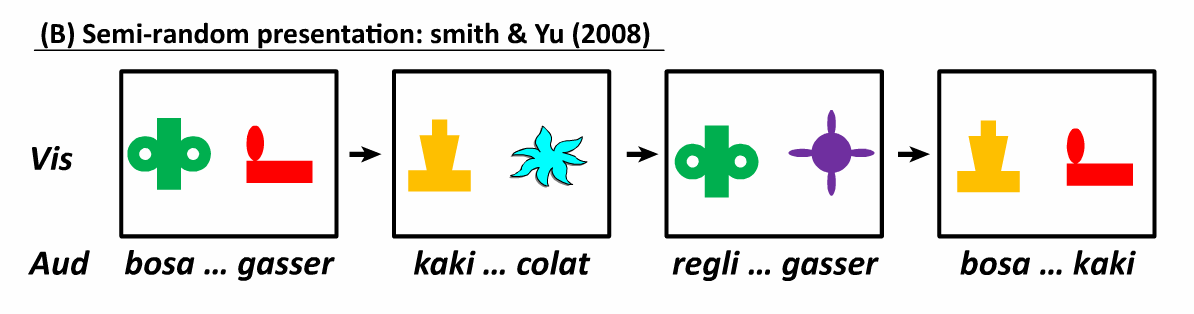 (B) Semi-random presentation: smith & Yu (2008)
Vis
Aud bosa ... gasser kaki ... colat regli ... gasser bosa ... kaki